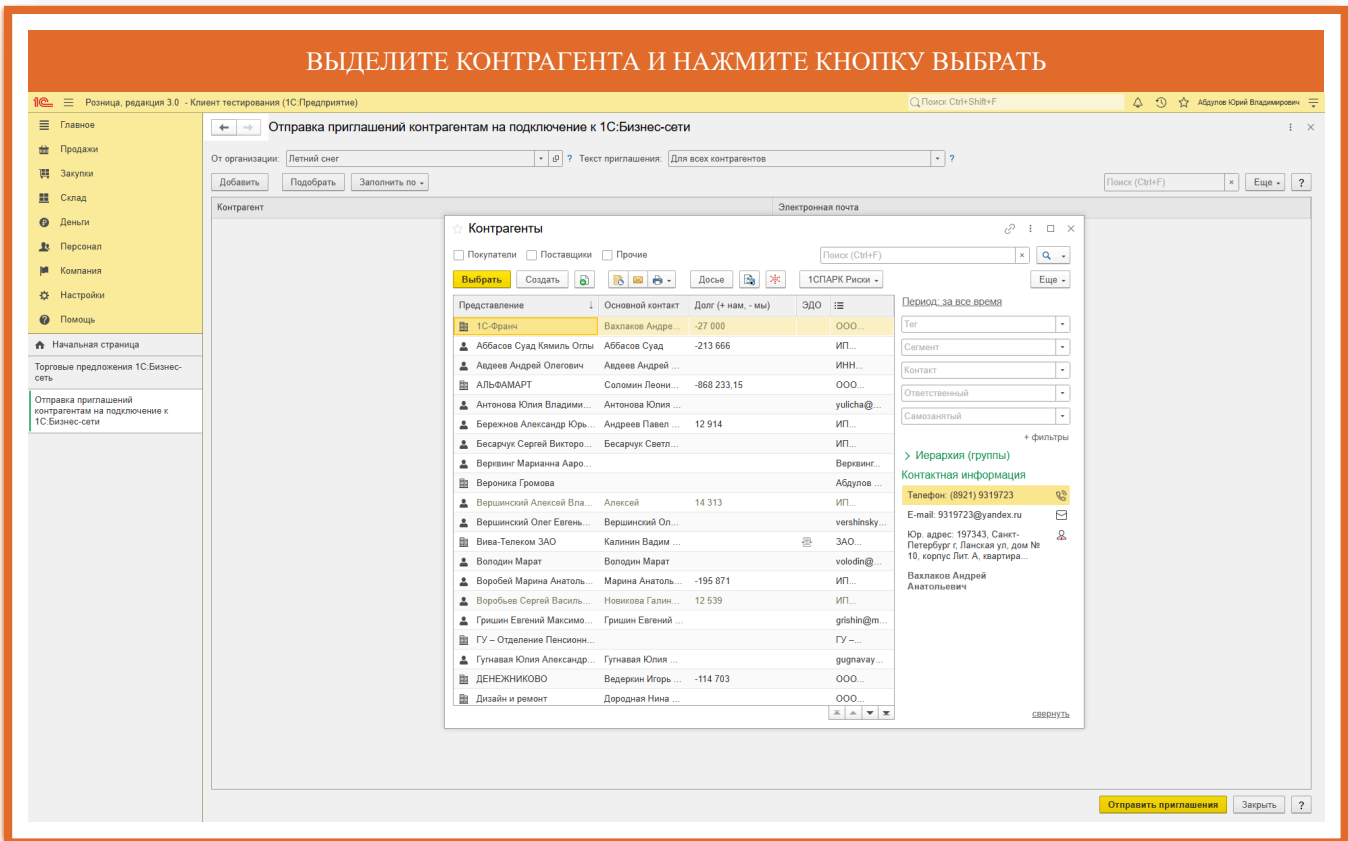 ВЫДЕЛИТЕ КОНТРАГЕНТА И НАЖМИТЕ КНОПКУ ВЫБРАТЬ
Розница, редакция 3.0 - Клиент тестирования (1С:Предприятие)
Поиск Ctrl+Shift+F
Абдулов Юрий Владимирович
Главное
Продажи
Закупки
Склад
Деньги
Персонал
Компания
Настройки
Помощь
Начальная страница
Торговые предложения 1С:Бизнес-
сеть
Отправка приглашений
контрагентам на подключение к
1С:Бизнес-сети
Отправка приглашений контрагентам на подключение к 1С:Бизнес-сети
От организации: Летний снег ? Текст приглашения: Для всех контрагентов ?
Добавить Подобрать Заполнить по Поиск (Ctrl+F) × Еще ?
Контрагент Электронная почта
Контрагенты
Покупатели Поставщики Прочие Поиск (Ctrl+F) ×
Выбрать Создать Досье 1СПАРК Риски Еще
Представление ↓ Основной контакт Долг (+ нам, - мы) ЭДО
1С-Франч Вахлаков Андре... -27 000 ООО...
Аббасов Суад Кямиль Оглы Аббасов Суад -213 666 ИП...
Авдеев Андрей Олегович Авдеев Андрей ... ИНН...
АЛЬФАМАРТ Соломин Леони... -868 233,15 ООО...
Антонова Юлия Владими... Антонова Юлия ... yulicha@...
Бережнов Александр Юрь... Андреев Павел ... 12 914 ИП...
Бесарчук Сергей Викторо... Бесарчук Светл... ИП...
Верквинг Марианна Ааро... Верквинг...
Вероника Громова Абдулов ...
Вершинский Алексей Вла... Алексей 14 313 ИП...
Вершинский Олег Евгень... Вершинский Ол... vershinsky...
Вива-Телеком ЗАО Калинин Вадим ... ЗАО...
Володин Марат Володин Марат volodin@...
Воробей Марина Анатоль... Марина Анатоль... -195 871 ИП...
Воробьев Сергей Василь... Новикова Галин... 12 539 ИП...
Гришин Евгений Максимо... Гришин Евгений ... grishin@m...
ГУ – Отделение Пенсионн... ГУ –...
Гугнавая Юлия Александр... Гугнавая Юлия ... gugnavay...
ДЕНЕЖНИКОВО Ведеркин Игорь ... -114 703 ООО...
Дизайн и ремонт Дородная Нина ... ООО...
Период: за все время
Тег
Сегмент
Контакт
Ответственный
Самозанятый
+ фильтры
> Иерархия (группы)
Контактная информация
Телефон: (8921) 9319723
E-mail: 9319723@yandex.ru
Юр. адрес: 197343, Санкт-
Петербург г, Ланская ул, дом №
10, корпус Лит. А, квартира...
Вахлаков Андрей
Анатольевич
свернуть
Отправить приглашения Закрыть ?